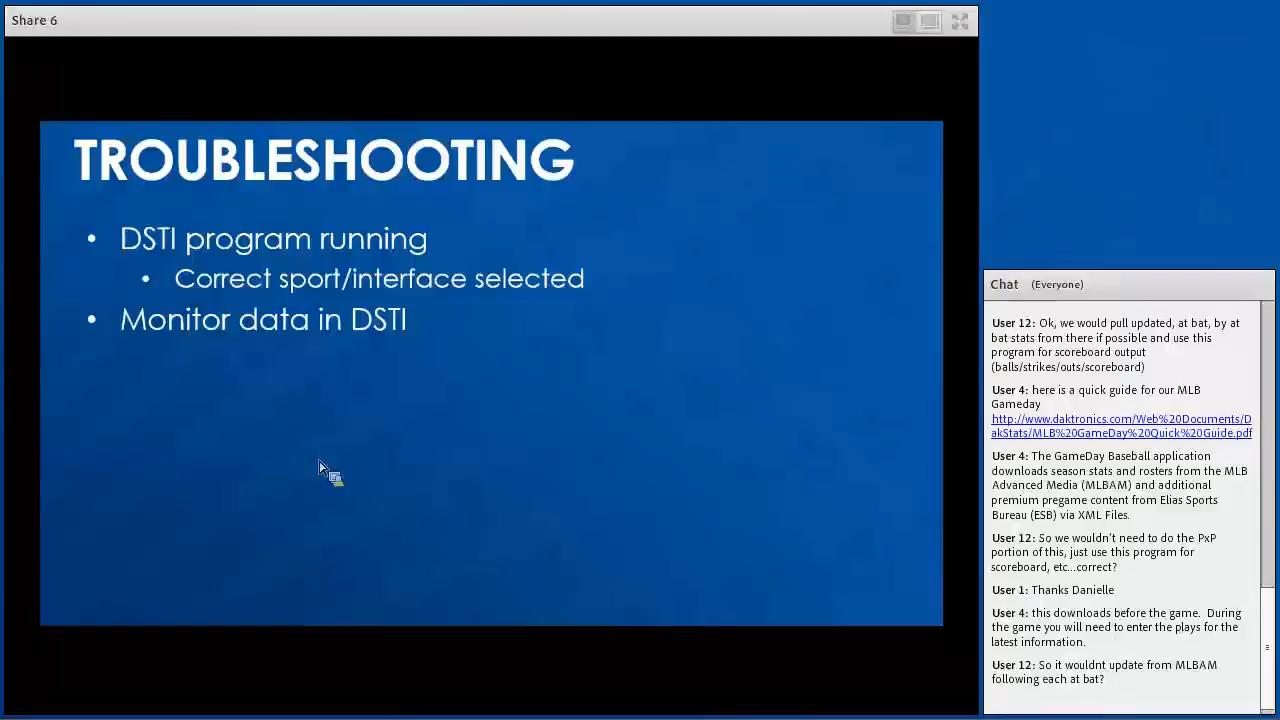 Share 6
TROUBLESHOOTING
• DSTI program running
• Correct sport/interface selected
• Monitor data in DSTI
Chat (Everyone)
User 12: Ok, we would pull updated, at bat, by at
bat stats from there if possible and use this
program for scoreboard output
(balls/strikes/outs/scoreboard)
User 4: here is a quick guide for our MLB
Gameday
http://www.daktronics.com/Web%20Documents/D
akStats/MLB%20GameDay%20Quick%20Guide.pdf
User 4: The GameDay Baseball application
downloads season stats and rosters from the MLB
Advanced Media (MLBAM) and additional
premium pregame content from Elias Sports
Bureau (ESB) via XML Files.
User 12: So we wouldn't need to do the PxP
portion of this, just use this program for
scoreboard, etc...correct?
User 1: Thanks Danielle
User 4: this downloads before the game. During
the game you will need to enter the plays for the
latest information.
User 12: So it wouldnt update from MLBAM
following each at bat?